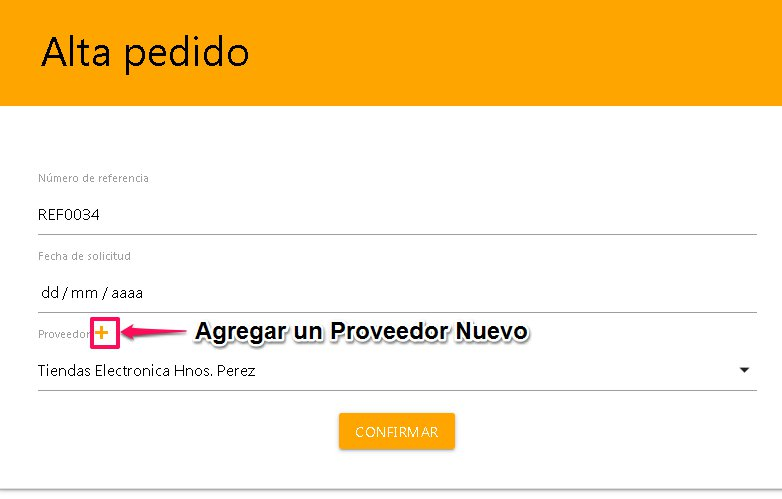 Alta pedido
Número de referencia
REF0034
Fecha de solicitud
dd / mm / aaaa
Proveedor +
Agregar un Proveedor Nuevo
Tiendas Electronica Hnos. Perez
CONFIRMAR